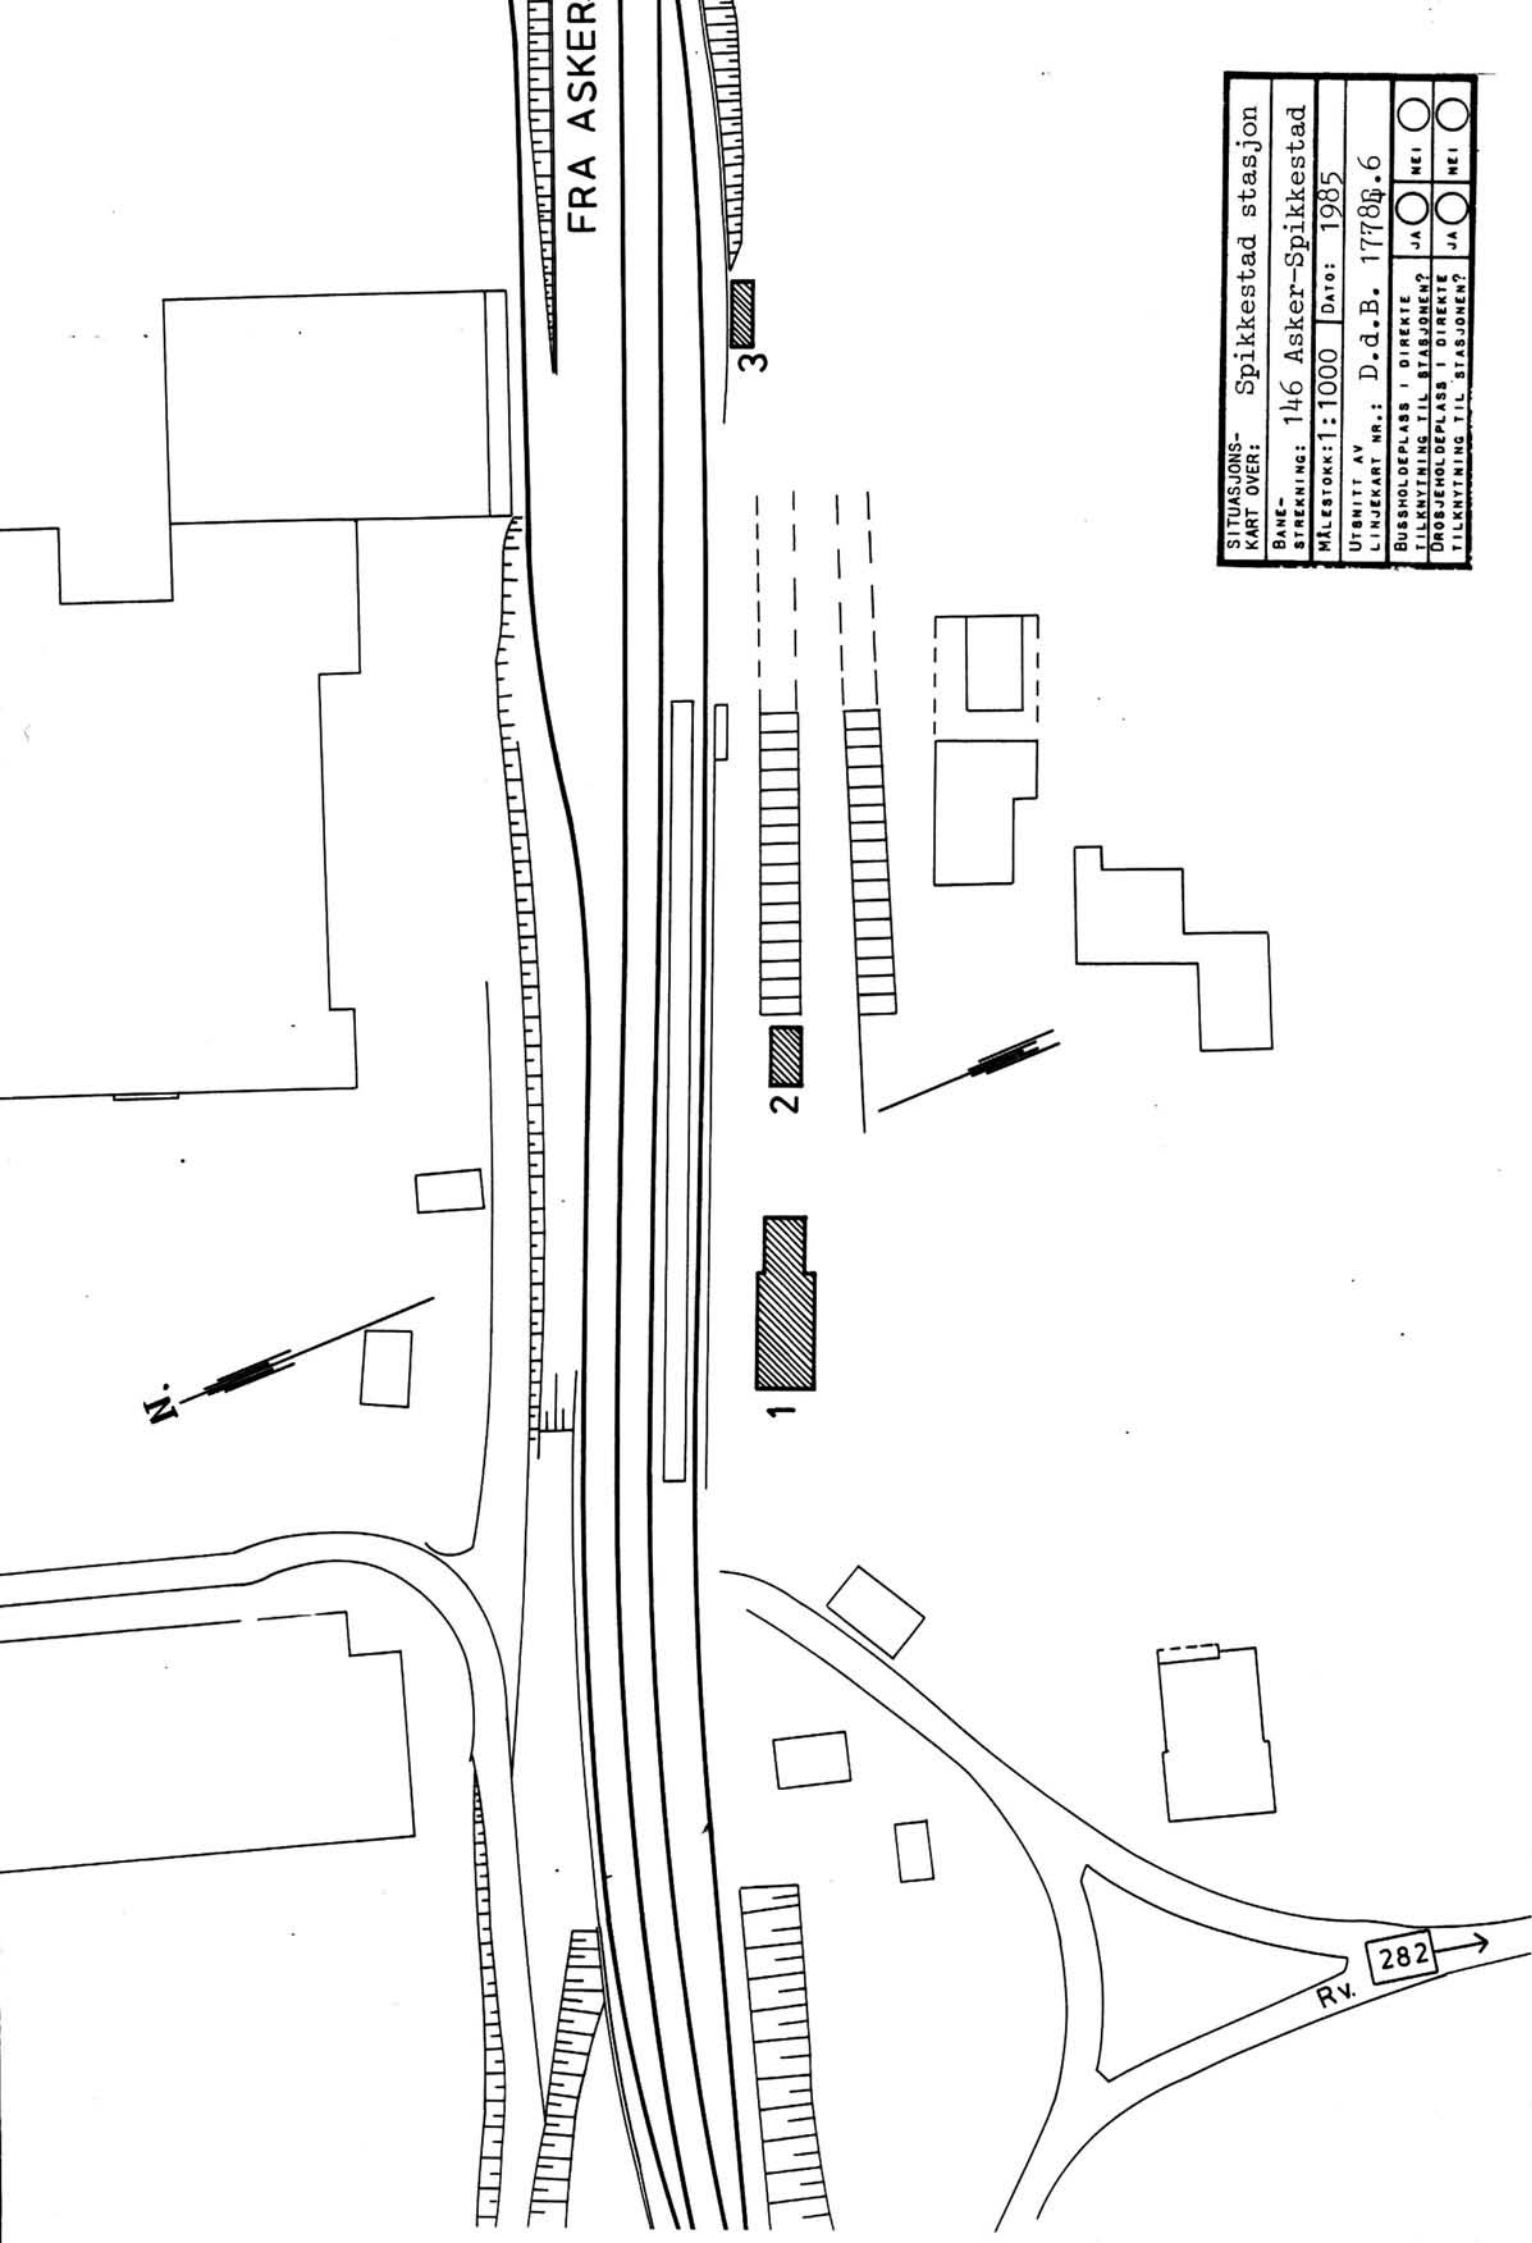 FRA ASKER-
N.
1
2
3
Rv.
282
SITUASJONS-
KART OVER: Spikkestad stasjon
BANE-
STREKNING: 146 Asker-Spikkestad
MÅLESTOKK: 1:1000 DATO: 1985
UTSNITT AV
LINJEKART NR.: D.d.B.
BUSSHOLDEPLASS I DIREKTE
TILKNYTNING TIL STASJONEN? JA NEI
DROSJEHOLDEPLASS I DIREKTE
TILKNYTNING TIL STASJONEN? JA NEI